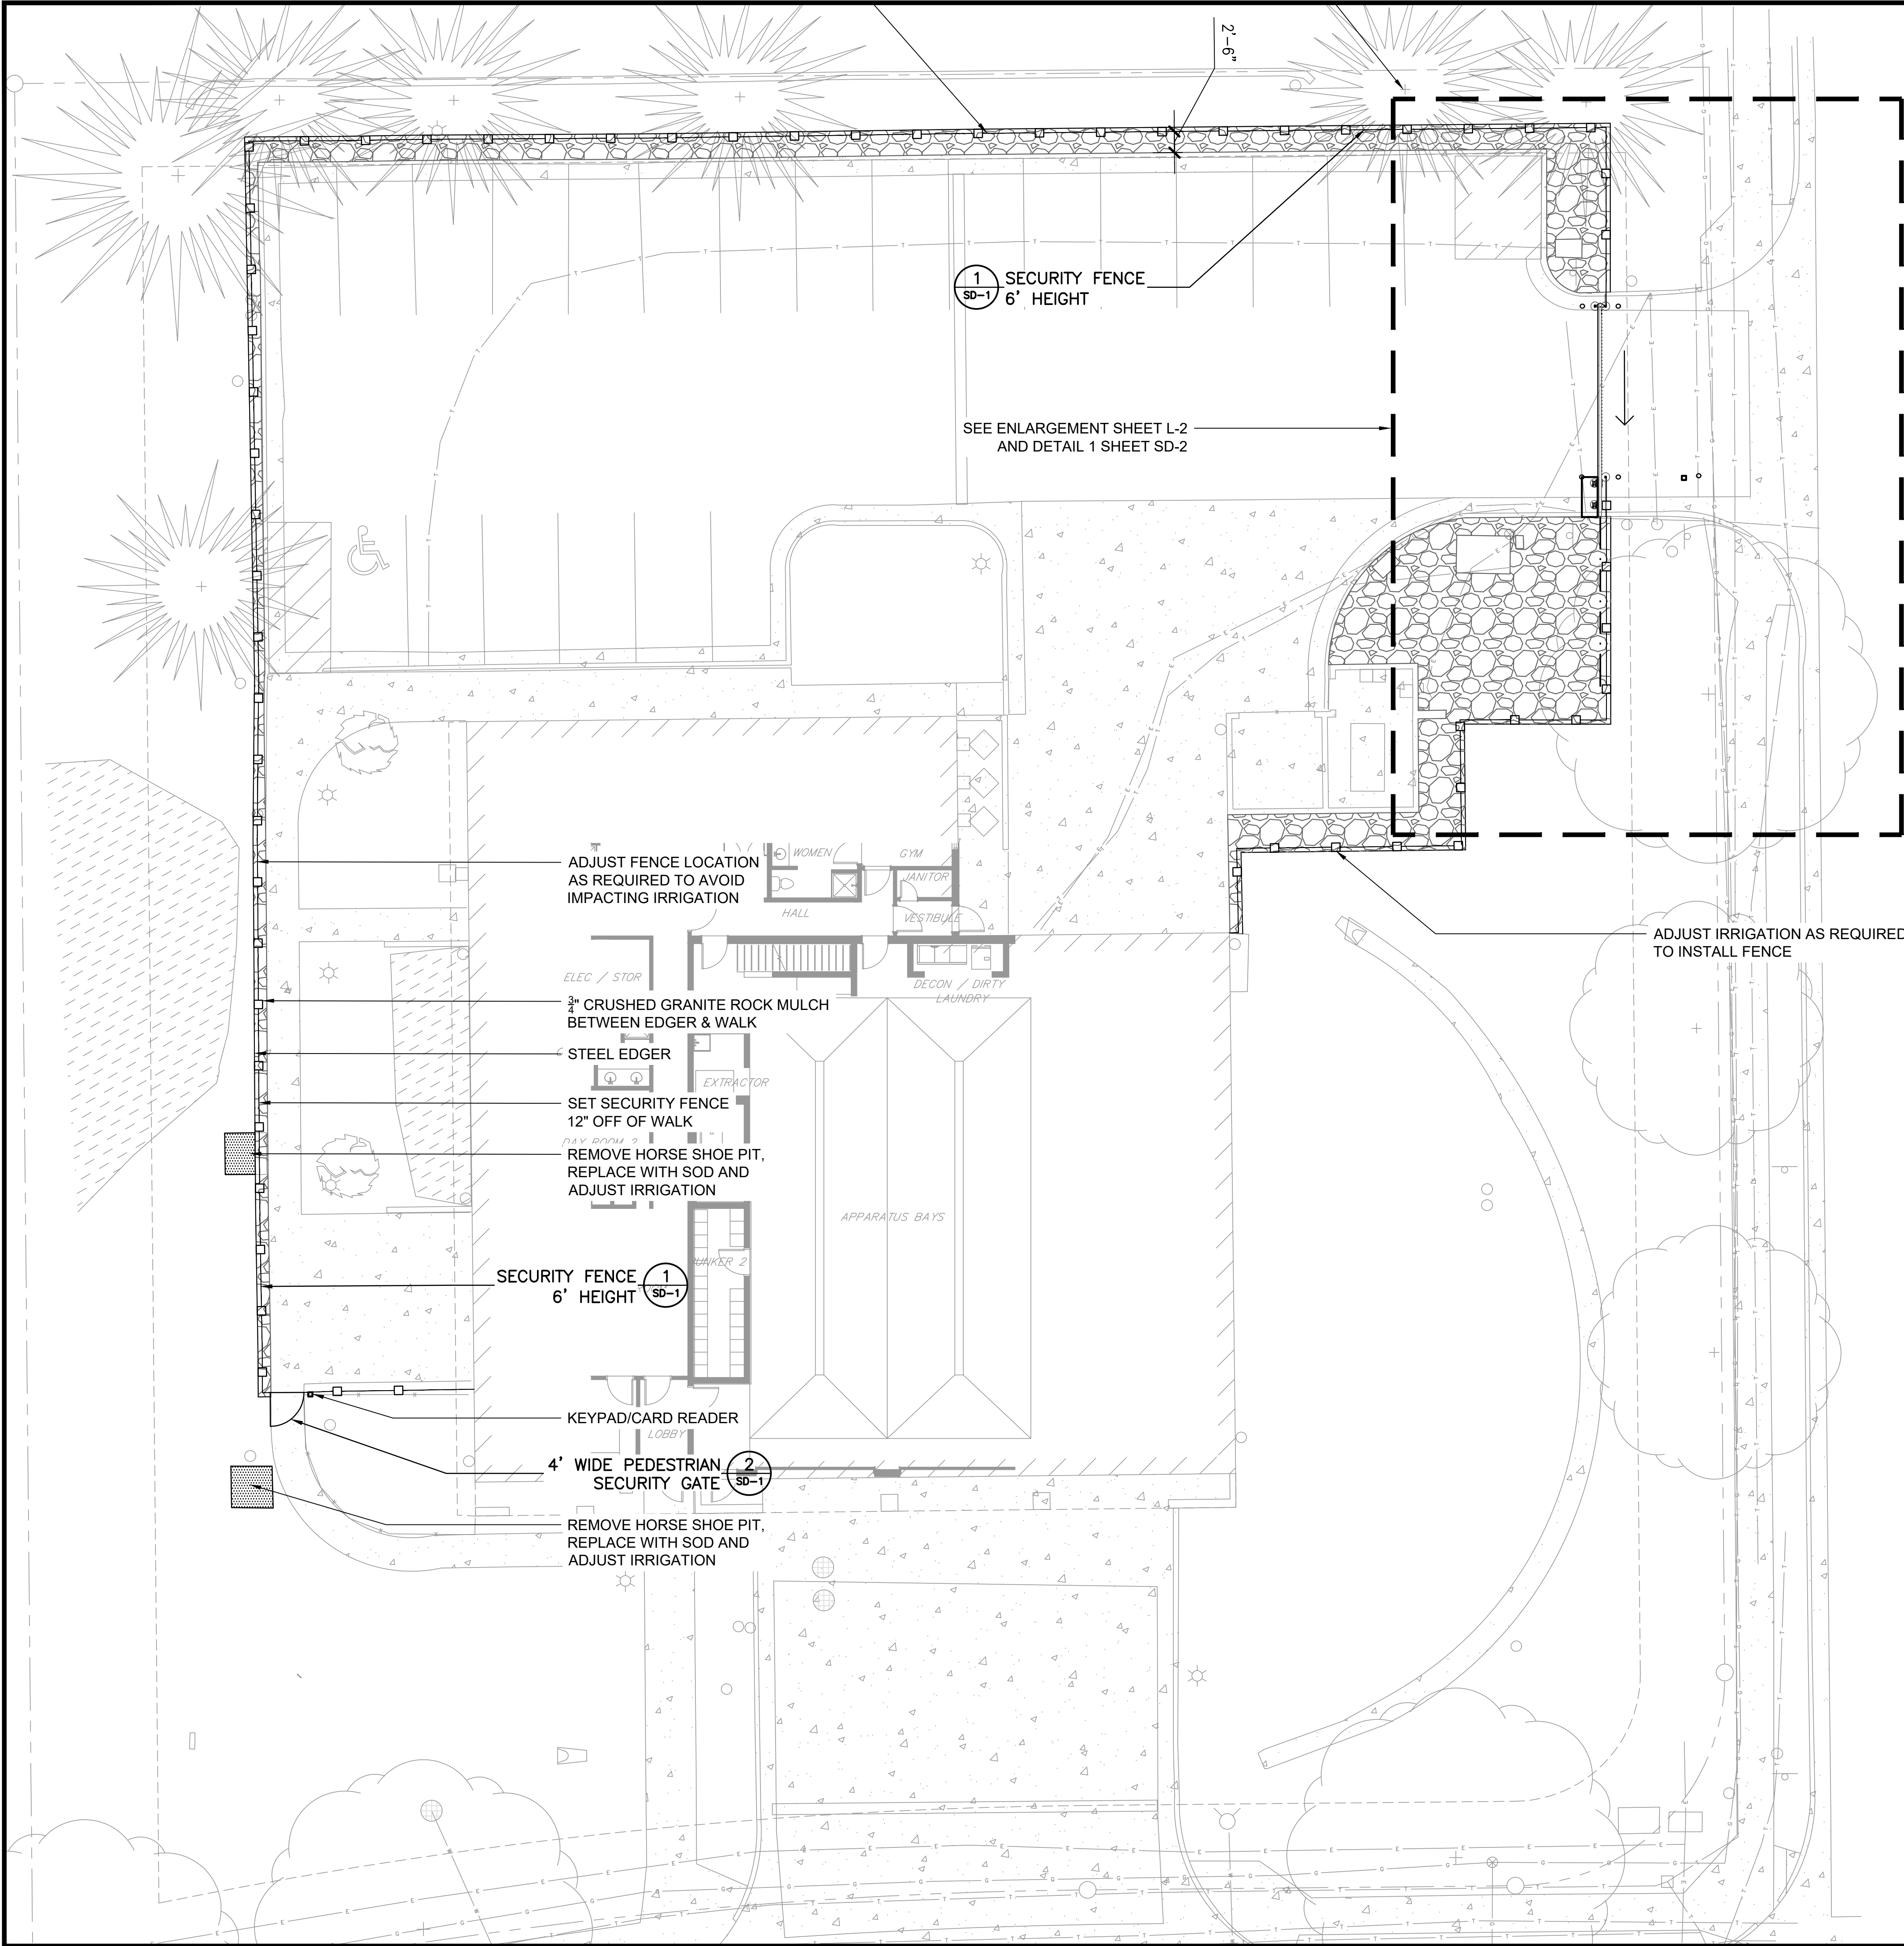 2'-6"
1
SD-1
SECURITY FENCE
6' HEIGHT
SEE ENLARGEMENT SHEET L-2
AND DETAIL 1 SHEET SD-2
ADJUST FENCE LOCATION
AS REQUIRED TO AVOID
IMPACTING IRRIGATION
WOMEN
GYM
JANITOR
HALL
VESTIBULE
ADJUST IRRIGATION AS REQUIRED
TO INSTALL FENCE
ELEC / STOR
DECON / DIRTY
LAUNDRY
3/4" CRUSHED GRANITE ROCK MULCH
BETWEEN EDGER & WALK
STEEL EDGER
EXTRACTOR
SET SECURITY FENCE
12" OFF OF WALK
DAY ROOM 2
REMOVE HORSE SHOE PIT,
REPLACE WITH SOD AND
ADJUST IRRIGATION
APPARATUS BAYS
BUNKER 2
SECURITY FENCE
6' HEIGHT
1
SD-1
KEYPAD/CARD READER
LOBBY
4' WIDE PEDESTRIAN
SECURITY GATE
2
SD-1
REMOVE HORSE SHOE PIT,
REPLACE WITH SOD AND
ADJUST IRRIGATION